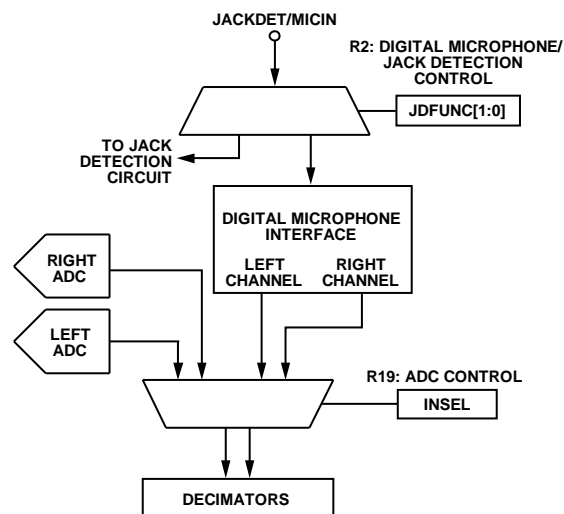 JACKDET/MICIN
R2: DIGITAL MICROPHONE/
JACK DETECTION
CONTROL
JDFUNC[1:0]
TO JACK
DETECTION
CIRCUIT
DIGITAL MICROPHONE
INTERFACE
LEFT
CHANNEL
RIGHT
CHANNEL
RIGHT
ADC
LEFT
ADC
R19: ADC CONTROL
INSEL
DECIMATORS